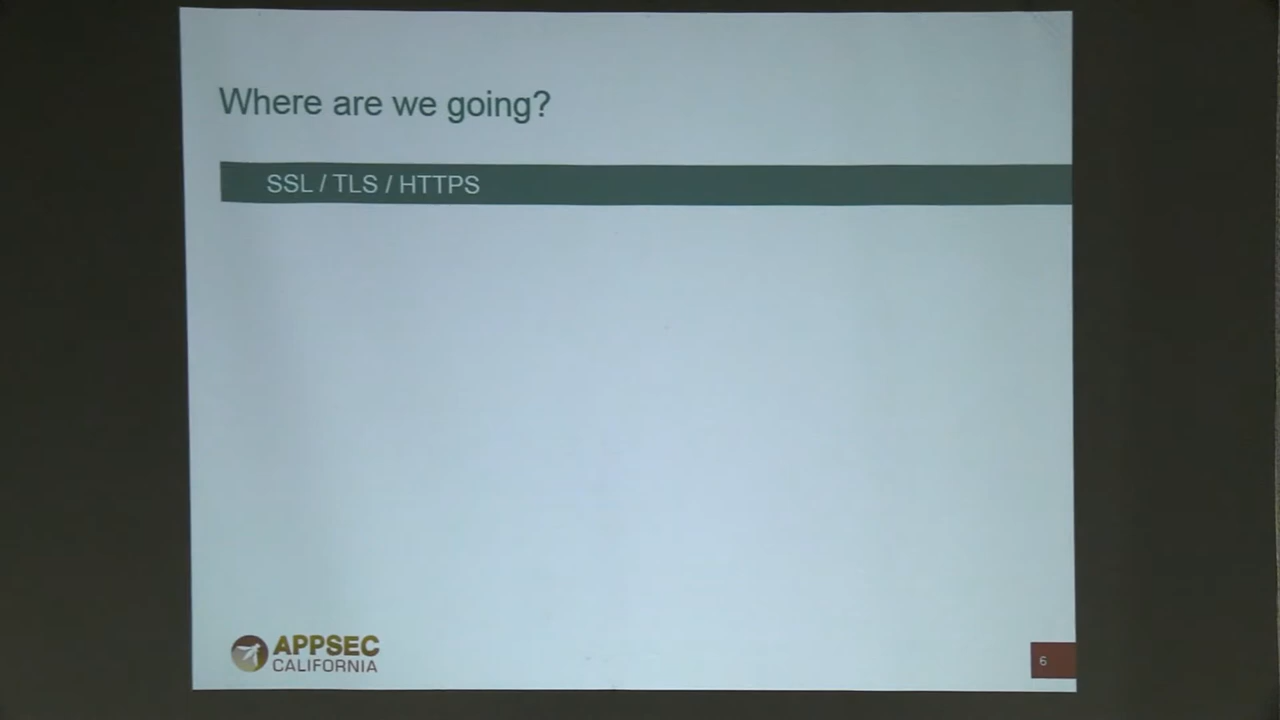 Where are we going?
SSL / TLS / HTTPS
APPSEC
CALIFORNIA
6